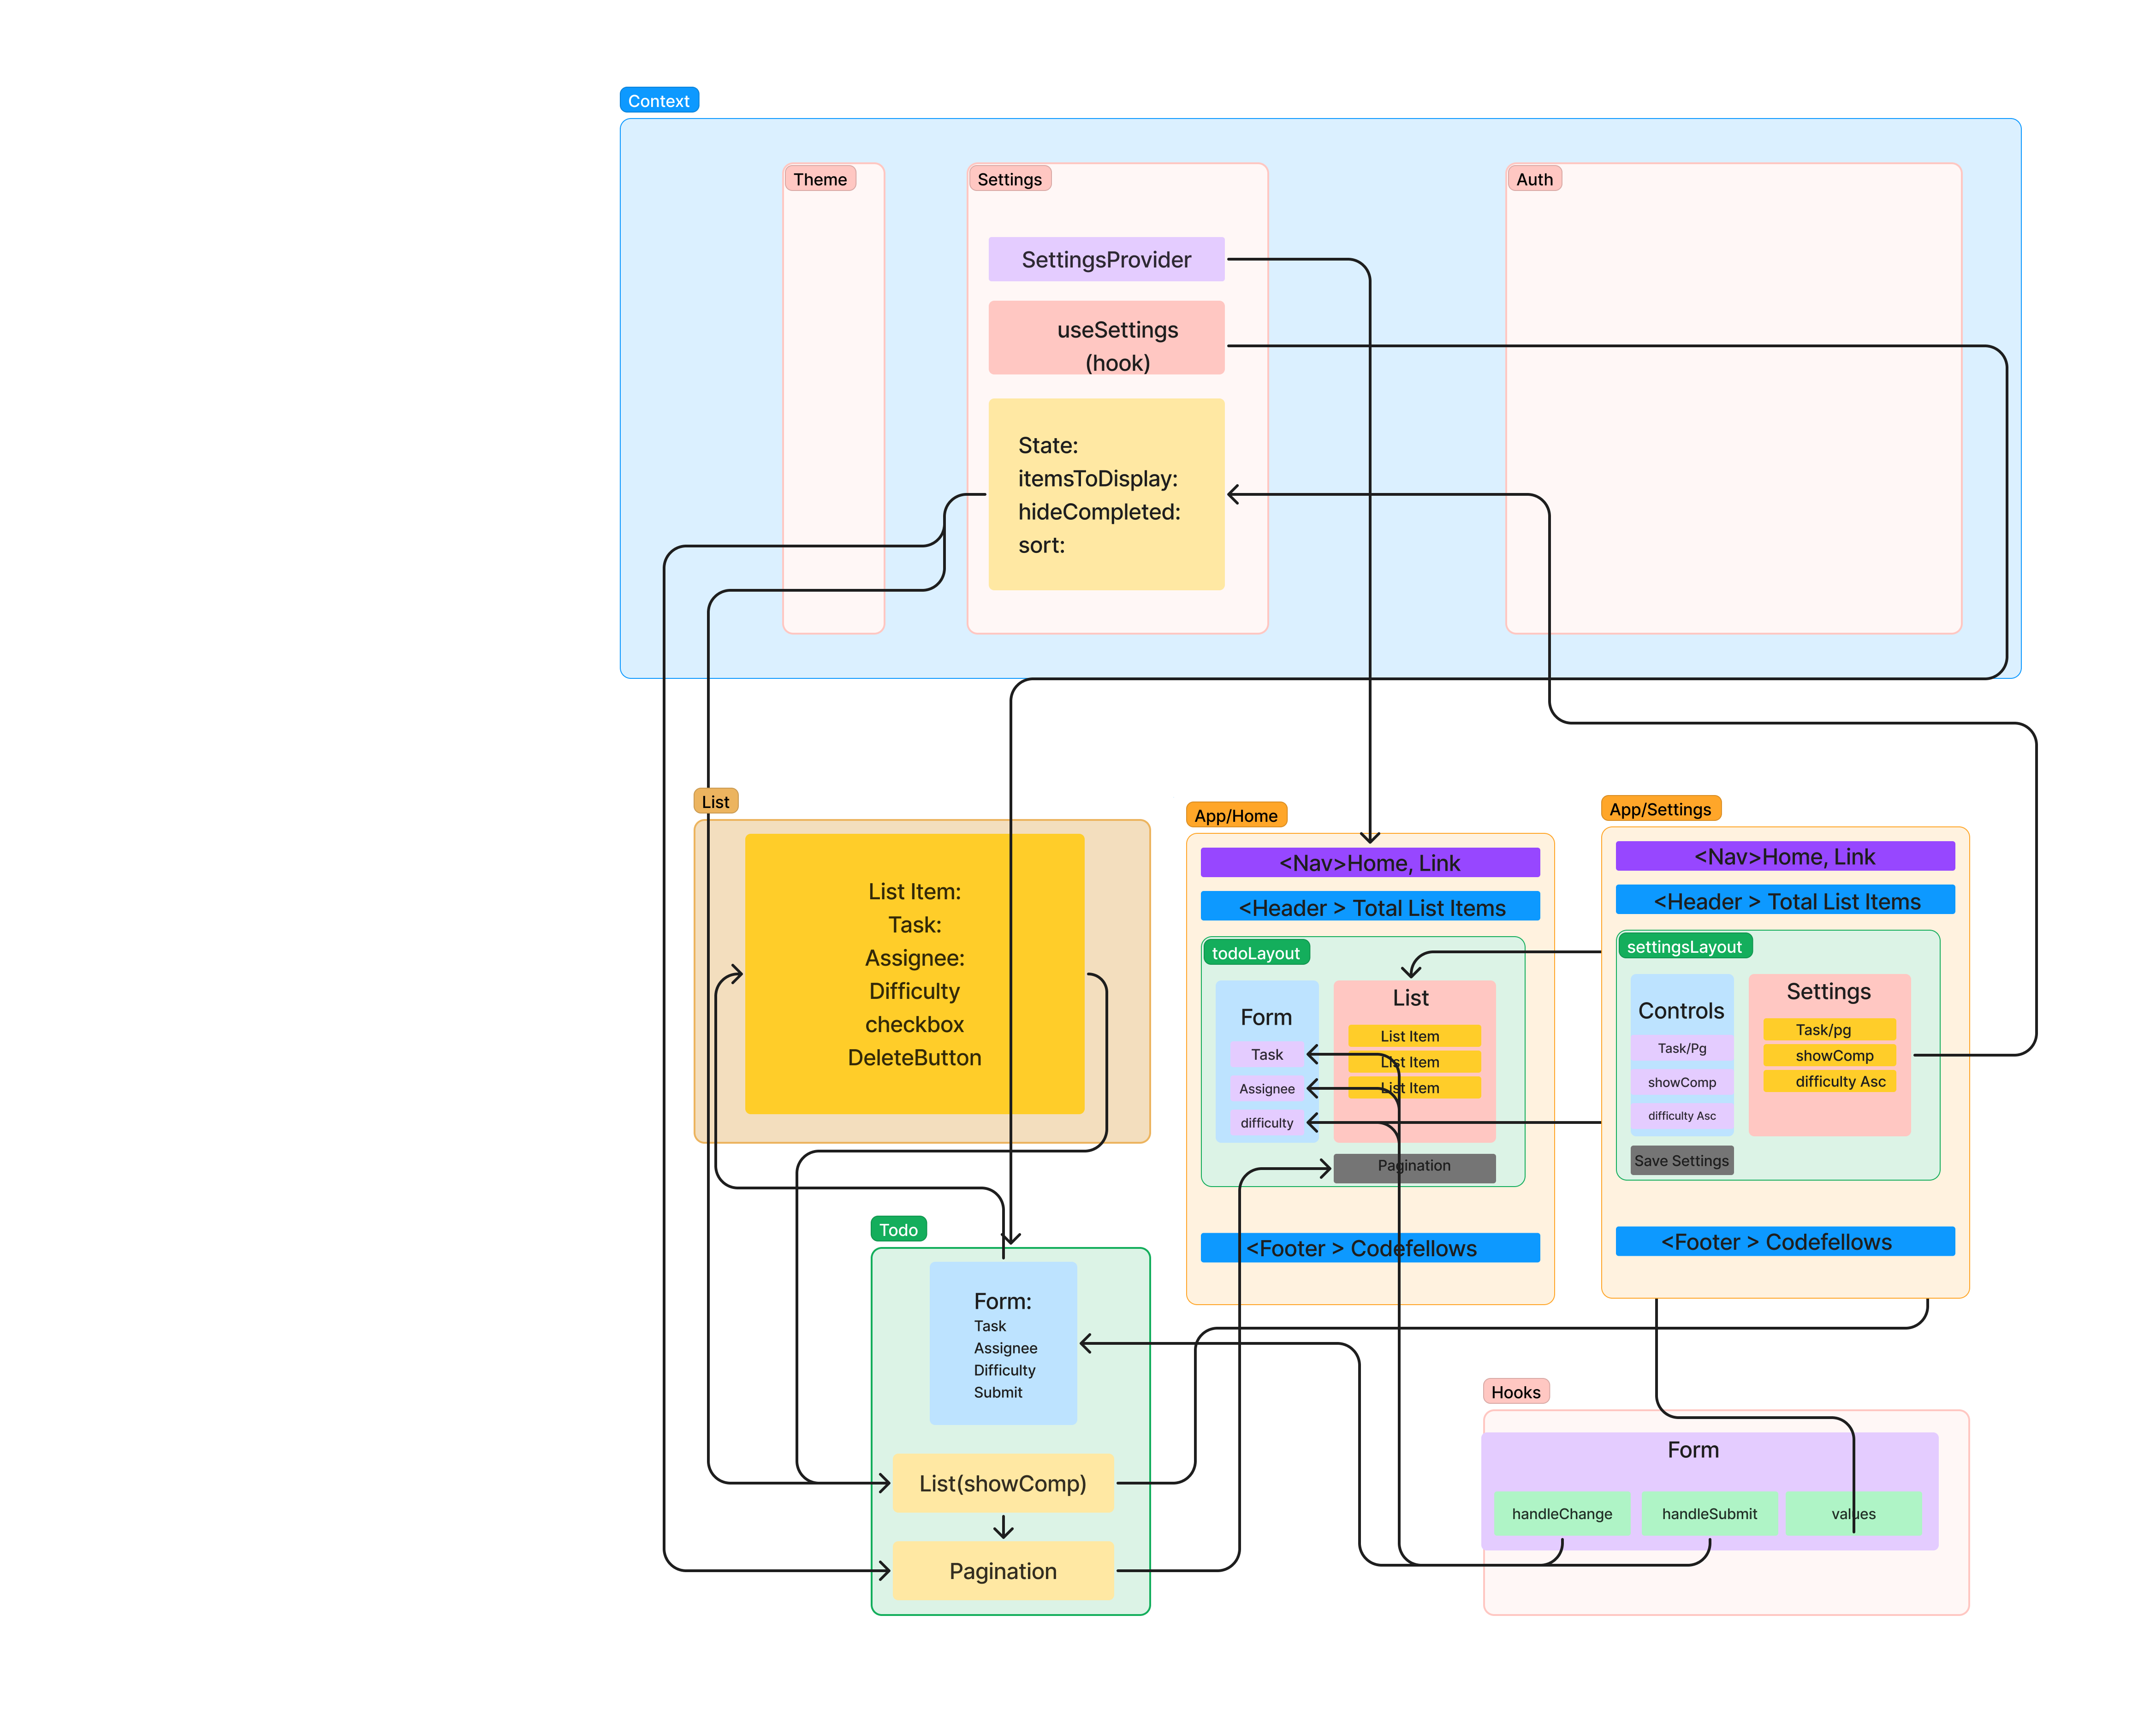 Context
Theme
Settings
Auth
SettingsProvider
useSettings
(hook)
State:
itemsToDisplay:
hideCompleted:
sort:
List
List Item:
Task:
Assignee:
Difficulty
checkbox
DeleteButton
App/Home
<Nav>Home, Link
<Header > Total List Items
todoLayout
Form
Task
Assignee
difficulty
List
List Item
List Item
List Item
Pagination
<Footer > Codefellows
App/Settings
<Nav>Home, Link
<Header > Total List Items
settingsLayout
Controls
Task/Pg
showComp
difficulty Asc
Save Settings
Settings
Task/pg
showComp
difficulty Asc
<Footer > Codefellows
Todo
Form:
Task
Assignee
Difficulty
Submit
List(showComp)
Pagination
Hooks
Form
handleChange
handleSubmit
values